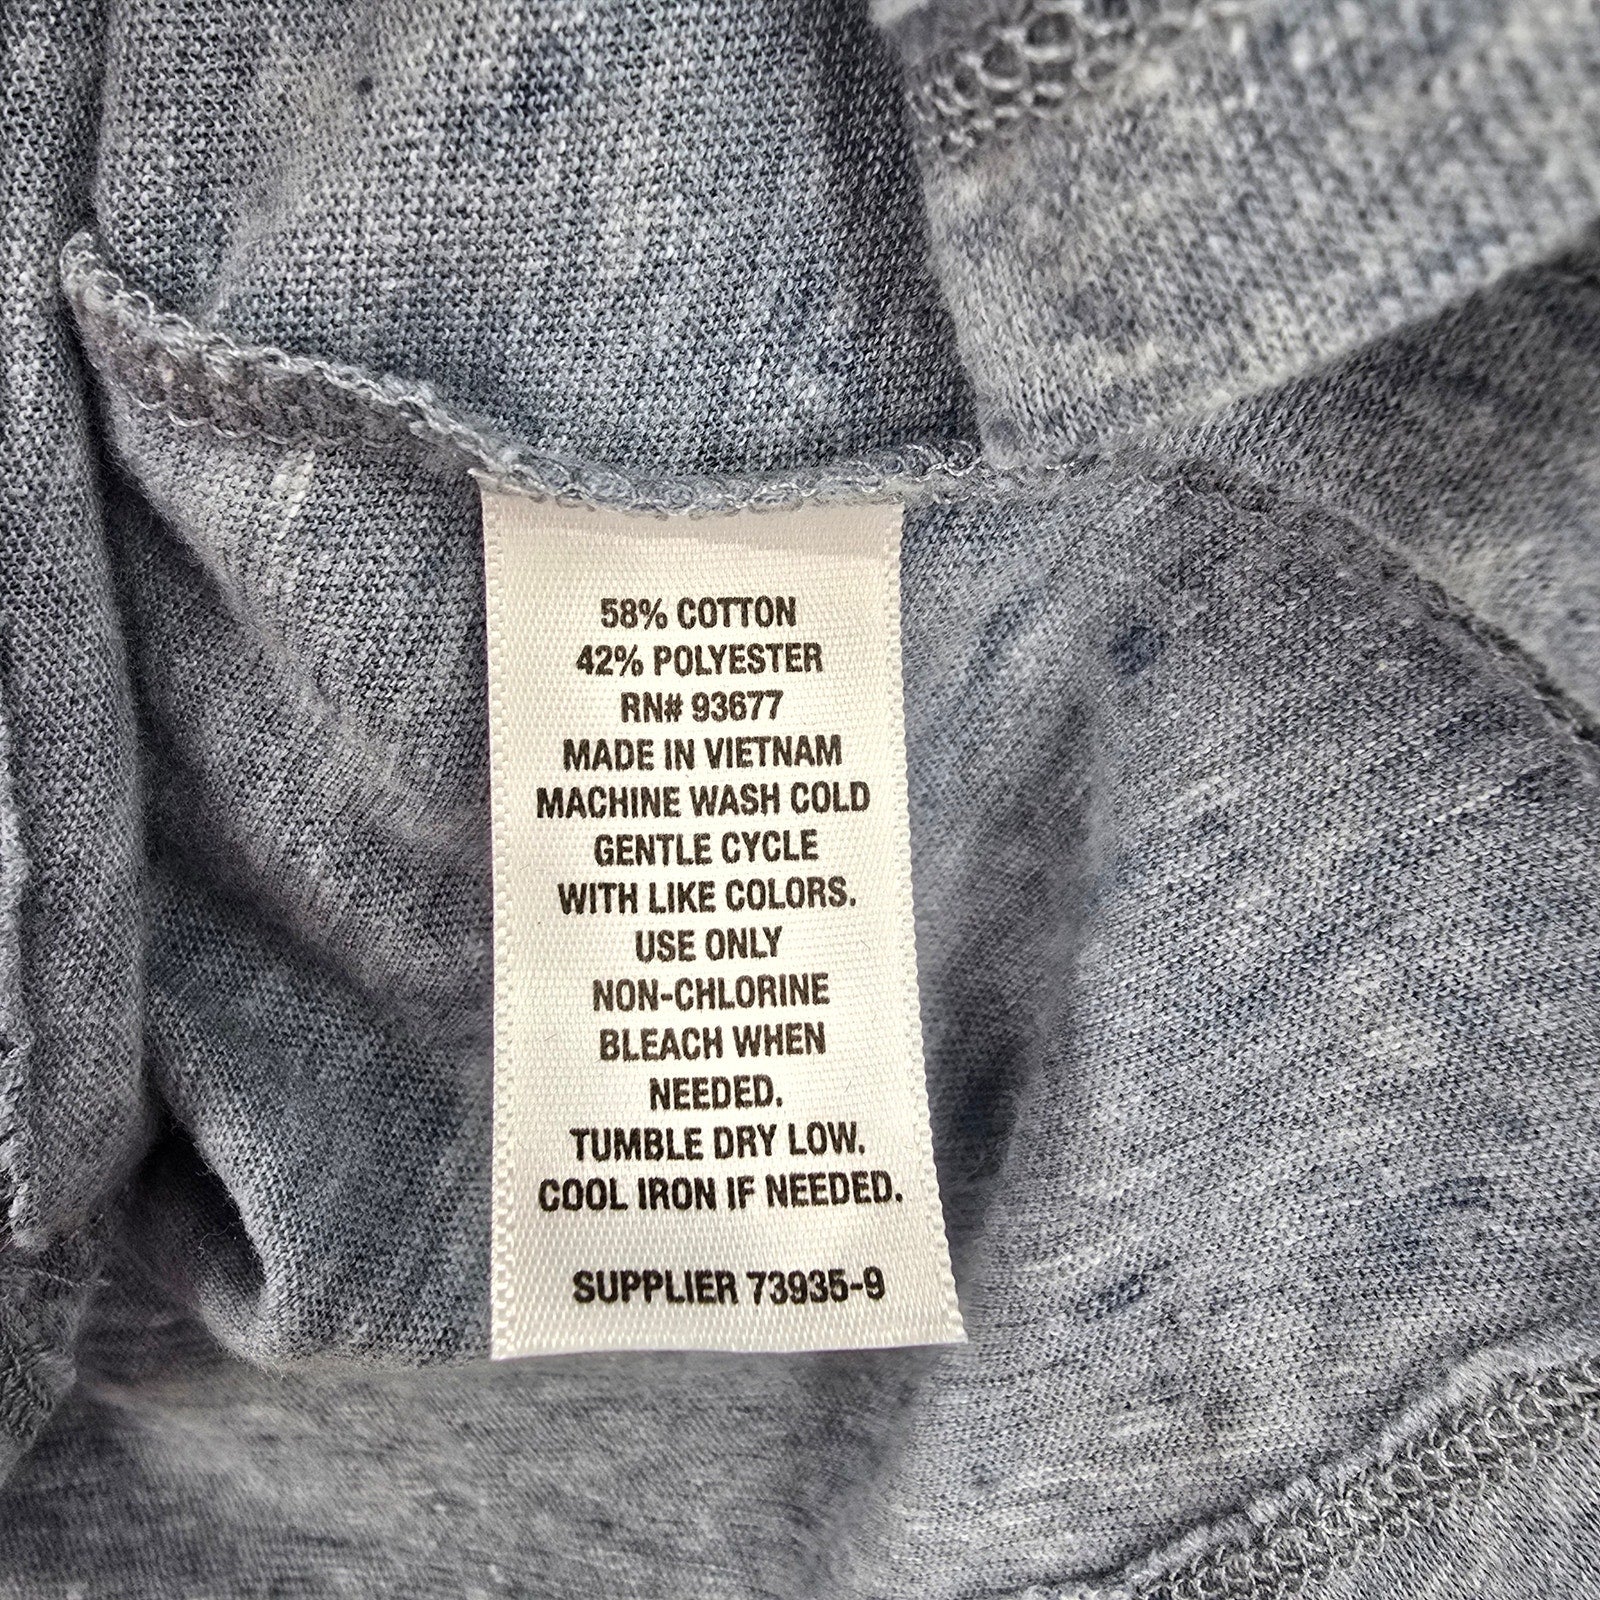 58% COTTON
42% POLYESTER
RN# 93677
MADE IN VIETNAM
MACHINE WASH COLD
GENTLE CYCLE
WITH LIKE COLORS.
USE ONLY
NON-CHLORINE
BLEACH WHEN
NEEDED.
TUMBLE DRY LOW.
COOL IRON IF NEEDED.
SUPPLIER 73935-9